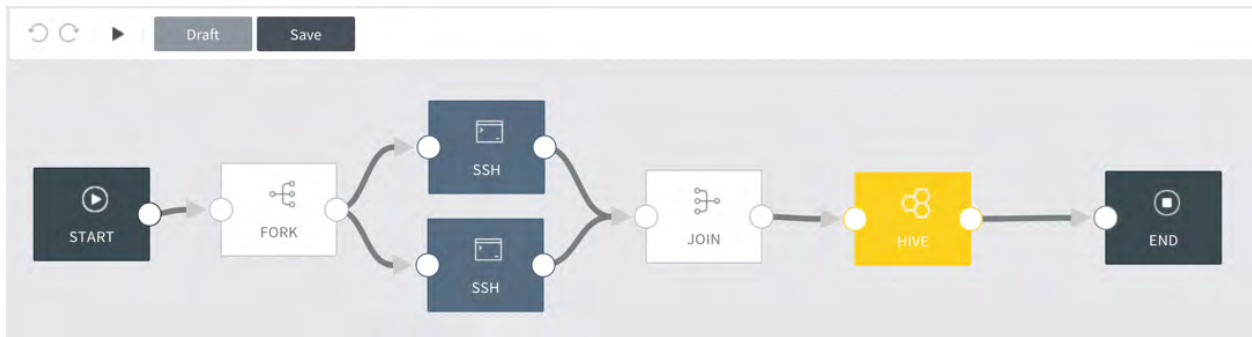 Draft
Save
START
FORK
SSH
SSH
JOIN
HIVE
END